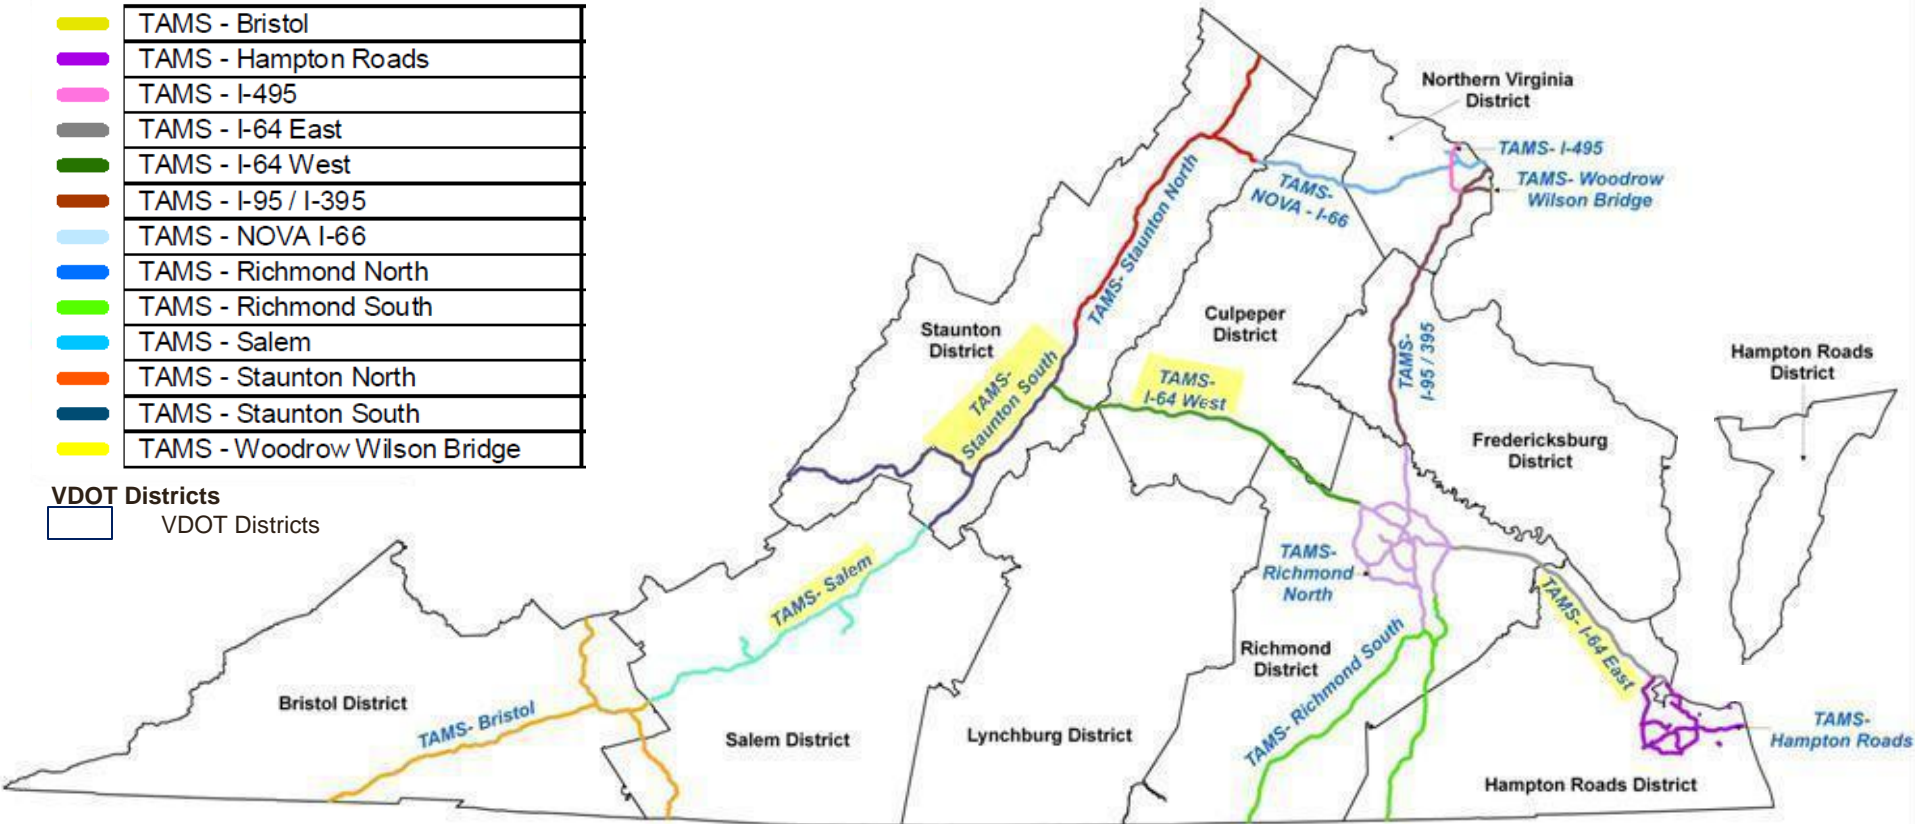 TAMS - Bristol
TAMS - Hampton Roads
TAMS - I-495
TAMS - I-64 East
TAMS - I-64 West
TAMS - I-95 / I-395
TAMS - NOVA I-66
TAMS - Richmond North
TAMS - Richmond South
TAMS - Salem
TAMS - Staunton North
TAMS - Staunton South
TAMS - Woodrow Wilson Bridge
VDOT Districts
VDOT Districts
Northern Virginia
District
TAMS- I-495
TAMS- Woodrow
Wilson Bridge
TAMS-
NOVA - I-66
TAMS- Staunton North
Culpeper
District
Staunton
District
TAMS-
Staunton South
TAMS-
I-64 West
TAMS-
I-95 / 395
Hampton Roads
District
Fredericksburg
District
TAMS-
Richmond
North
TAMS- Salem
TAMS- I-64 East
Richmond
District
TAMS- Richmond South
Bristol District
TAMS- Bristol
Salem District
Lynchburg District
TAMS-
Hampton Roads
Hampton Roads District